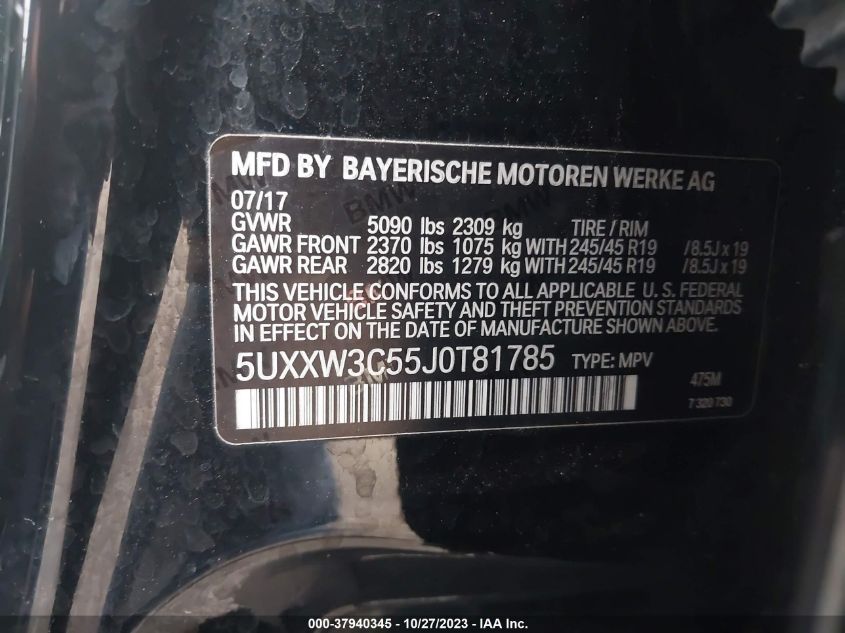 MFD BY BAYERISCHE MOTOREN WERKE AG
07/17
GVWR 5090 lbs 2309 kg TIRE / RIM
GAWR FRONT 2370 lbs 1075 kg WITH 245/45 R19 / 8.5J x 19
GAWR REAR 2820 lbs 1279 kg WITH 245/45 R19 / 8.5J x 19
THIS VEHICLE CONFORMS TO ALL APPLICABLE U. S. FEDERAL
MOTOR VEHICLE SAFETY AND THEFT PREVENTION STANDARDS
IN EFFECT ON THE DATE OF MANUFACTURE SHOWN ABOVE.
5UXXW3C55J0T81785 TYPE: MPV
475M
7 320 730
000-37940345 / 10/27/2023 - IAA Inc.